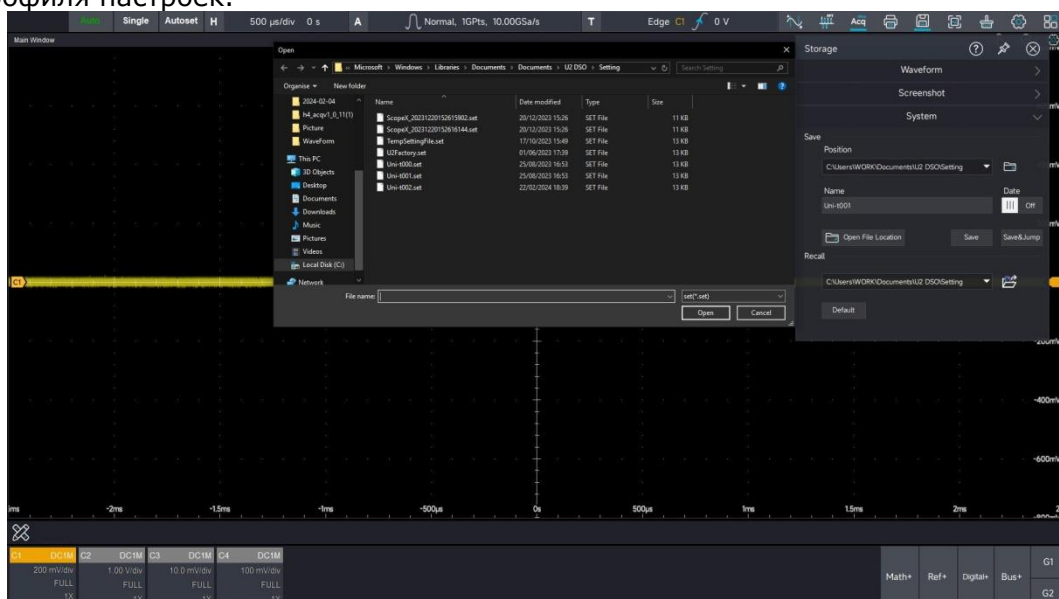 офиля настроек.
Auto Single Autoset H 500 µs/div 0 s A Normal, 1GPts, 10.00GSa/s T Edge C1 0 V Acq
Main Window
Open
Storage
« Microsoft › Windows › Libraries › Documents › Documents › U2 DSO › Setting Search Setting
Waveform
Organise New folder
Screenshot
2024-02-04 Name Date modified Type Size
h4_acqv1_0_11(1) ScopeX_20231220152615902.set 20/12/2023 15:26 SET File 11 KB
System
Picture ScopeX_20231220152616144.set 20/12/2023 15:26 SET File 11 KB
WaveForm TempSettingFile.set 17/10/2023 15:49 SET File 13 KB
Save
U2Factory.set 01/06/2023 17:39 SET File 13 KB
Position
This PC Uni-t000.set 25/08/2023 16:53 SET File 13 KB
C:\Users\WORK\Documents\U2 DSO\Setting
3D Objects Uni-t001.set 25/08/2023 16:53 SET File 13 KB
Desktop Uni-t002.set 22/02/2024 18:39 SET File 13 KB
Name Date
Documents
Uni-t001 Off
Downloads
Music
Pictures
Open File Location Save Save&Jump
Videos
Recall
Local Disk (C:)
C1
Network
C:\Users\WORK\Documents\U2 DSO\Setting
File name: set(*.set)
Default
Open Cancel
-200mV
-400mV
-600mV
-2ms -1.5ms -1ms -500µs 0s 500µs 1ms 1.5ms 2ms
C1 DC1M C2 DC1M C3 DC1M C4 DC1M
200 mV/div 1.00 V/div 10.0 mV/div 100 mV/div
FULL FULL FULL FULL
1X 1X 1X 1X
Math+ Ref+ Digital+ Bus+
G1
G2